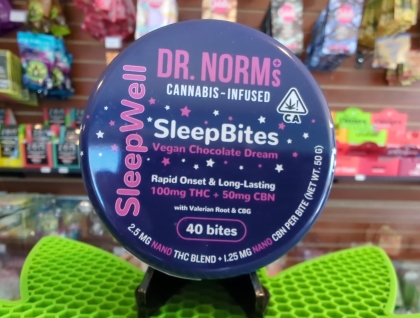 DR. NORM's
CANNABIS-INFUSED
CA
SleepWell
SleepBites
Vegan Chocolate Dream
Rapid Onset & Long-Lasting
100mg THC + 50mg CBN
with Valerian Root & CBG
40 bites
2.5 MG NANO THC BLEND • 1.25 MG NANO CBN PER BITE (NET WT. 50 G)